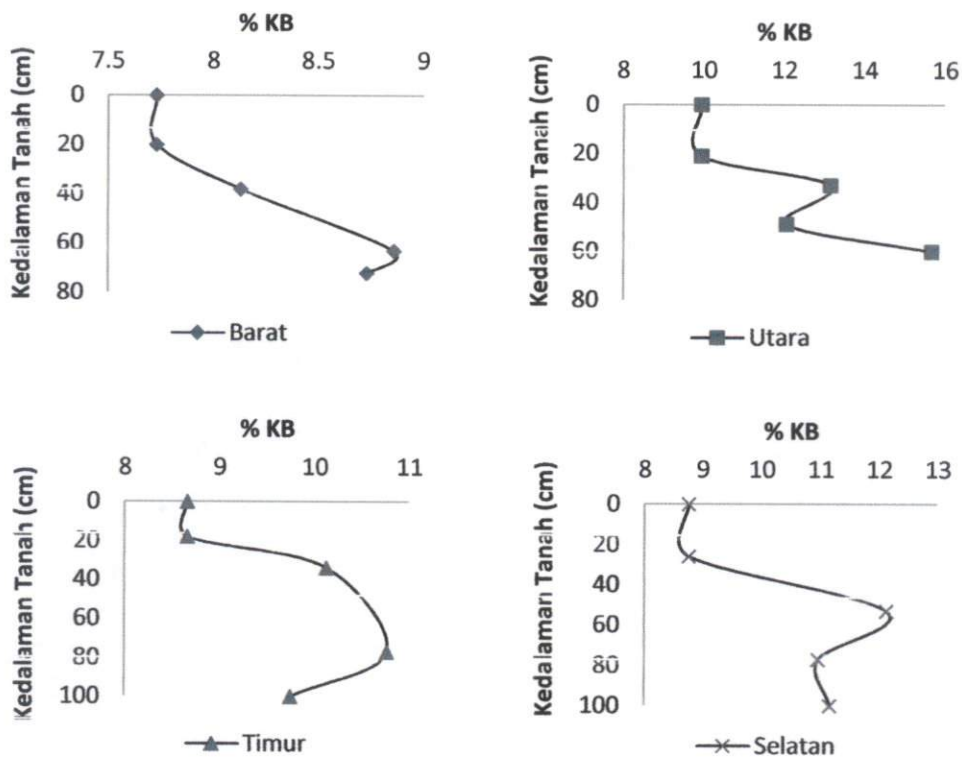 % KB
7.5 8 8.5 9
Kedalaman Tanah (cm)
0
20
40
60
80
Barat
% KB
8 10 12 14 16
Kedalaman Tanah (cm)
0
20
40
60
80
Utara
% KB
8 9 10 11
Kedalaman Tanah (cm)
0
20
40
60
80
100
Timur
% KB
8 9 10 11 12 13
Kedalaman Tanah (cm)
0
20
40
60
80
100
Selatan